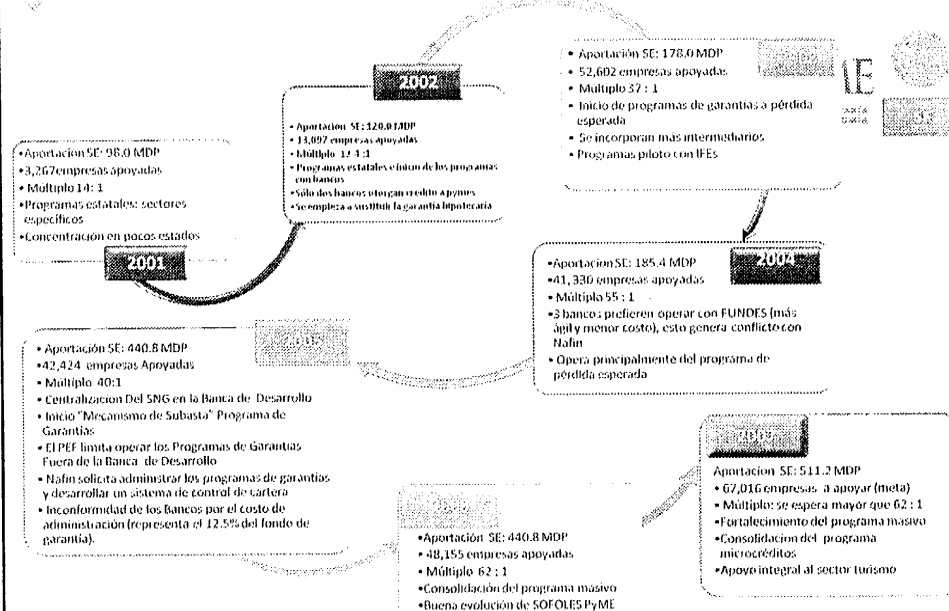 • Aportación SE: 98.0 MDP
• 3,267 empresas apoyadas
• Múltiplo 14: 1
• Programas estatales: sectores
específicos
• Concentración en pocos estados
2001
2002
• Aportación SE: 120.0 MDP
• 13,097 empresas apoyadas
• Múltiplo 12.4 :1
• Programas estatales e inicio de los programas
con bancos
• Sólo dos bancos otorgan crédito a pymes
• Se empieza a sustituir la garantía hipotecaria
• Aportación SE: 178.0 MDP
• 52,602 empresas apoyadas
• Múltiplo 37 : 1
• Inicio de programas de garantías a pérdida
esperada
• Se incorporan más intermediarios
• Programas piloto con IFEs
2004
• Aportación SE: 185.4 MDP
• 41,330 empresas apoyadas
• Múltiplo 55 : 1
• 3 bancos prefieren operar con FUNDES (más
ágil y menor costo), esto genera conflicto con
Nafin
• Opera principalmente del programa de
pérdida esperada
• Aportación SE: 440.8 MDP
• 42,424 empresas Apoyadas
• Múltiplo 40:1
• Centralización Del SNG en la Banca de Desarrollo
• Inicio "Mecanismo de Subasta" Programa de
Garantías
• El PEF limita operar los Programas de Garantías
Fuera de la Banca de Desarrollo
• Nafin solicita administrar los programas de garantías
y desarrollar un sistema de control de cartera
• Inconformidad de los Bancos por el costo de
administración (representa el 12.5% del fondo de
garantía).
• Aportación SE: 440.8 MDP
• 48,155 empresas apoyadas
• Múltiplo 62 : 1
• Consolidación del programa masivo
• Buena evolución de SOFOLES PyME
Aportacion SE: 511.2 MDP
• 67,016 empresas a apoyar (meta)
• Múltiplo: se espera mayor que 62 : 1
• Fortalecimiento del programa masivo
• Consolidación del programa
microcréditos
• Apoyo integral al sector turismo